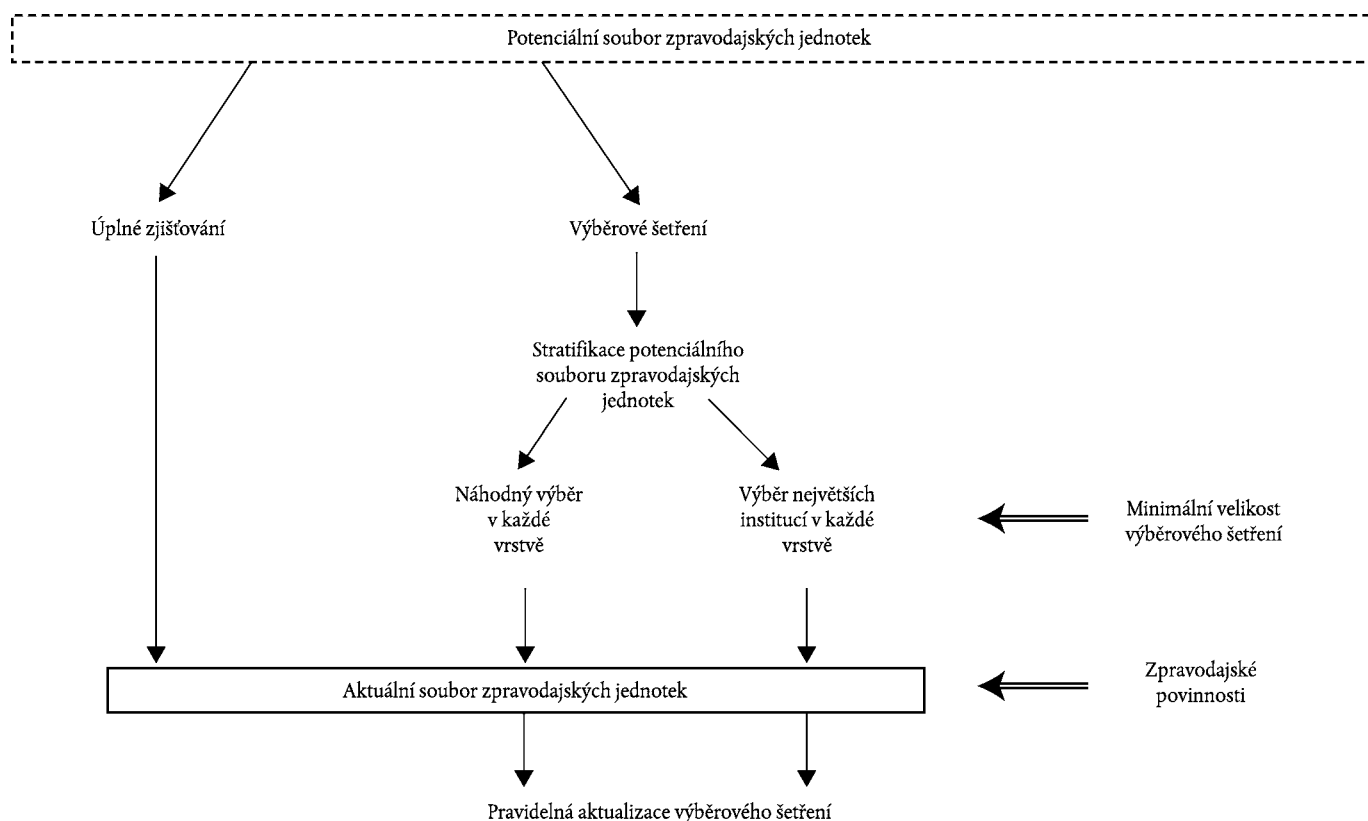 Potenciální soubor zpravodajských jednotek
Úplné zjišťování
Výběrové šetření
Stratifikace potenciálního
souboru zpravodajských
jednotek
Náhodný výběr
v každé
vrstvě
Výběr největších
institucí v každé
vrstvě
Minimální velikost
výběrového šetření
Aktuální soubor zpravodajských jednotek
Zpravodajské
povinnosti
Pravidelná aktualizace výběrového šetření